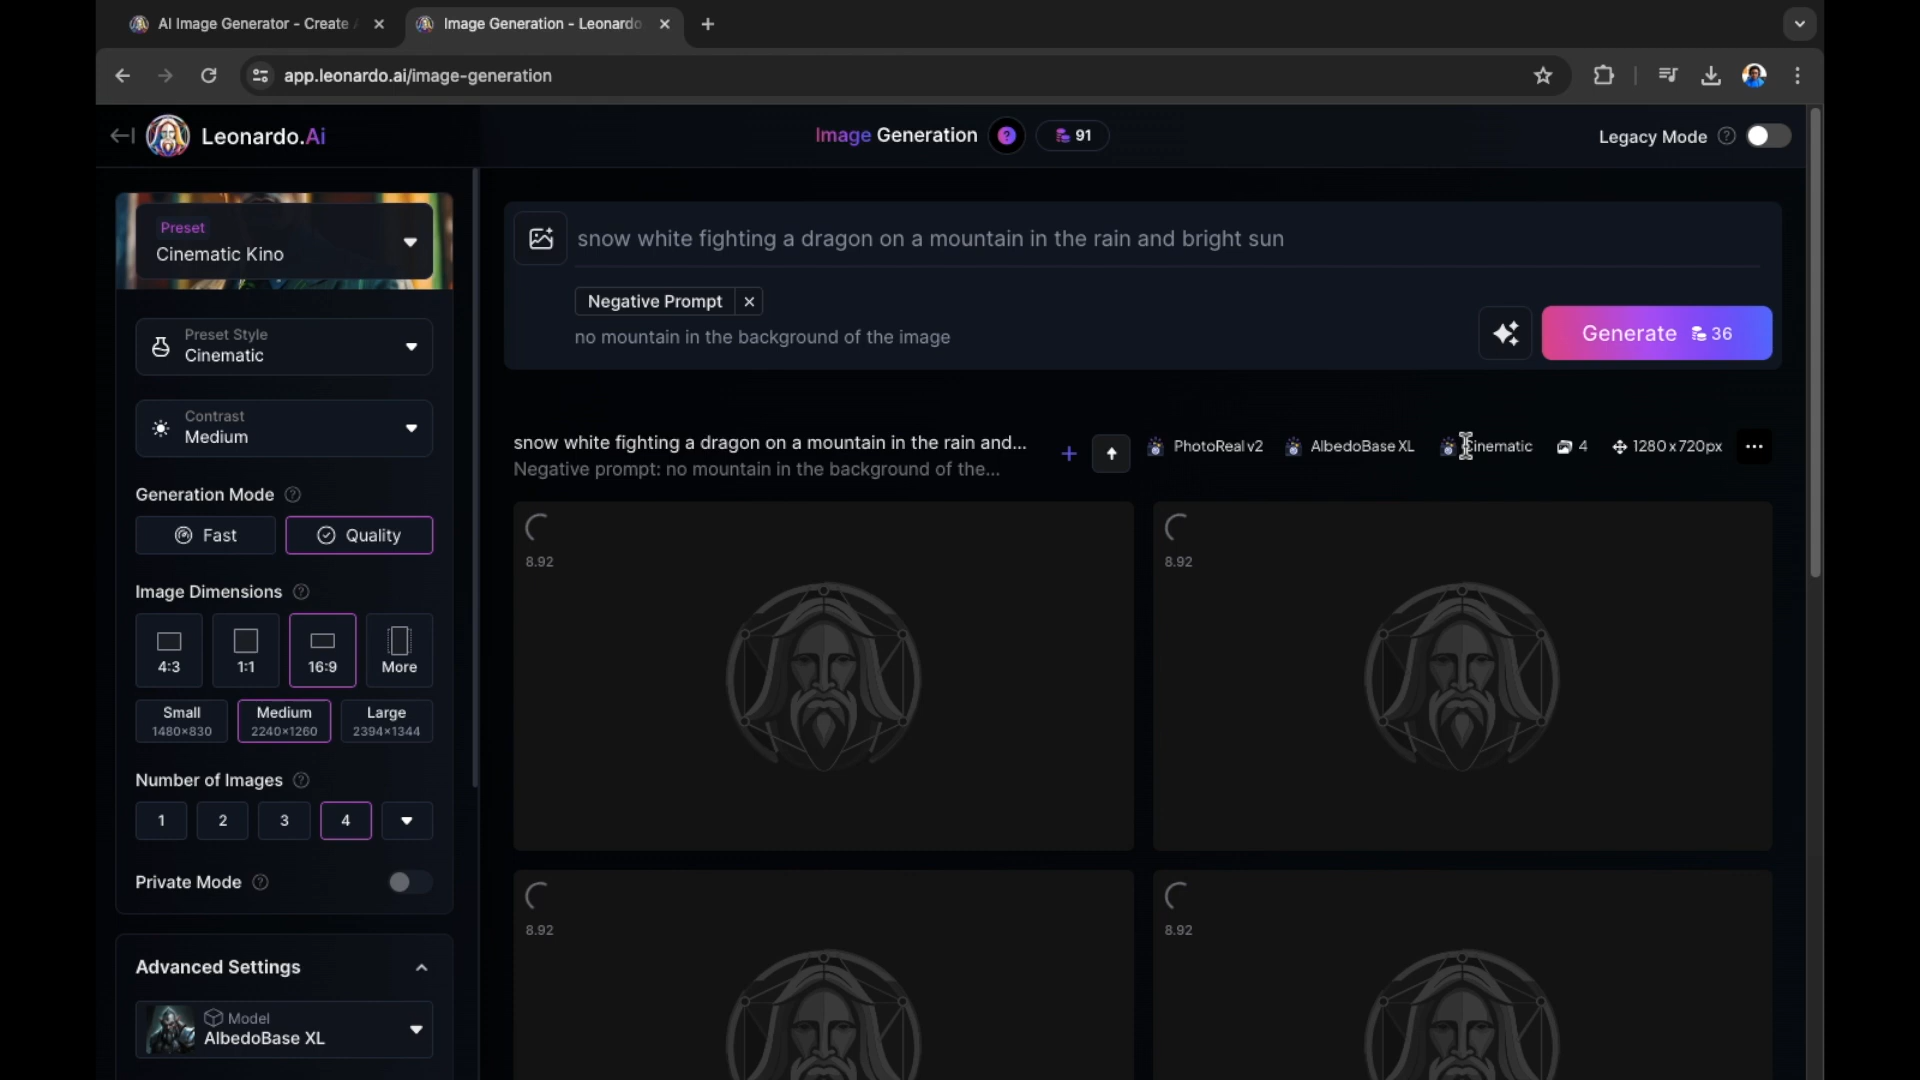 AI Image Generator - Create
Image Generation - Leonardo
app.leonardo.ai/image-generation
Leonardo.Ai
Image Generation
?
91
Legacy Mode ?
Preset
Cinematic Kino
snow white fighting a dragon on a mountain in the rain and bright sun
Negative Prompt
no mountain in the background of the image
Generate 36
Preset Style
Cinematic
Contrast
Medium
snow white fighting a dragon on a mountain in the rain and...
Negative prompt: no mountain in the background of the...
PhotoReal v2
AlbedoBase XL
Cinematic
4
1280 x 720px
Generation Mode ?
Fast
Quality
8.92
8.92
Image Dimensions ?
4:3
1:1
16:9
More
Small
1480×830
Medium
2240×1260
Large
2394×1344
Number of Images ?
1
2
3
4
Private Mode ?
8.92
8.92
Advanced Settings
Model
AlbedoBase XL